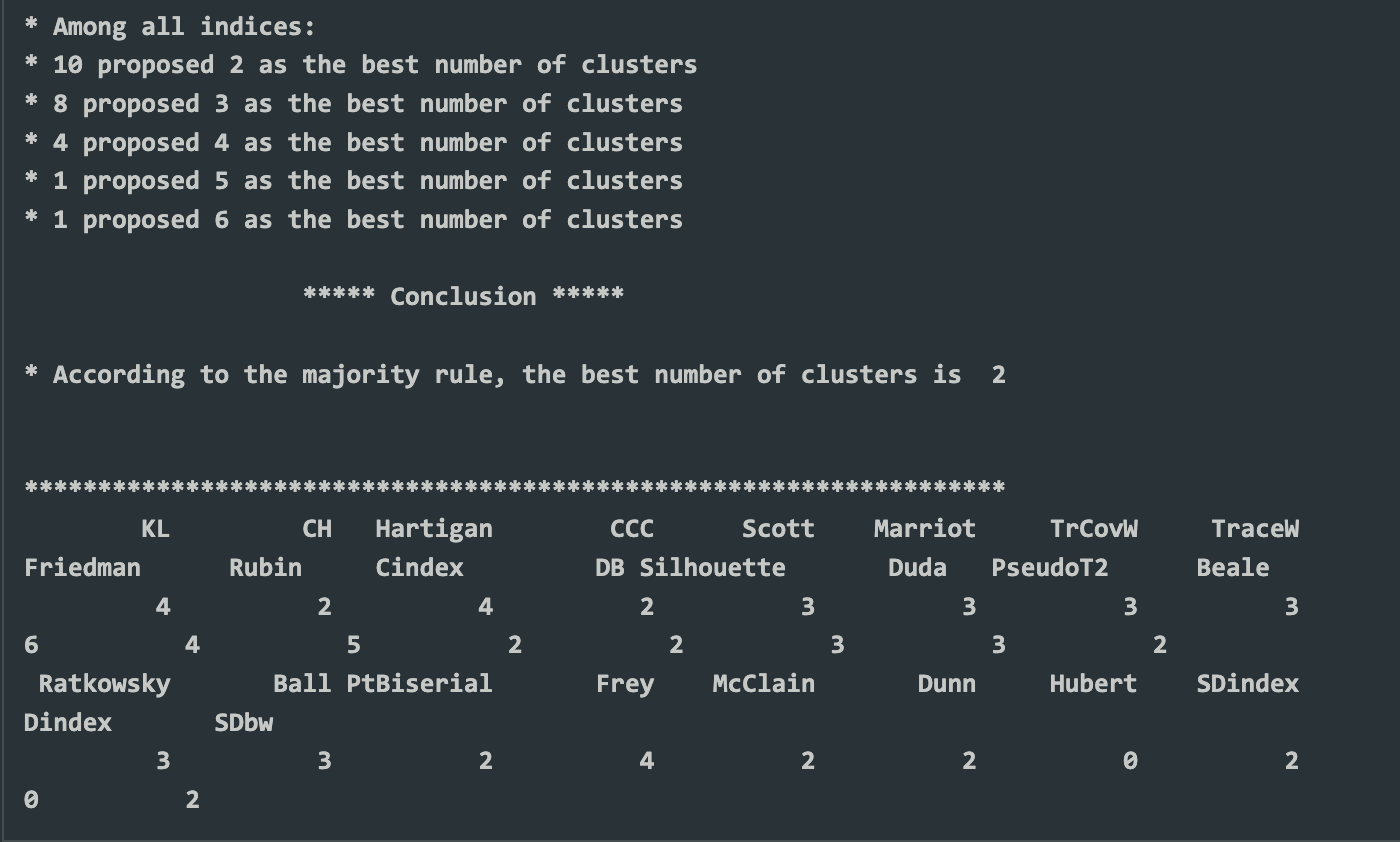 * Among all indices:
* 10 proposed 2 as the best number of clusters
* 8 proposed 3 as the best number of clusters
* 4 proposed 4 as the best number of clusters
* 1 proposed 5 as the best number of clusters
* 1 proposed 6 as the best number of clusters
***** Conclusion *****
* According to the majority rule, the best number of clusters is  2
*******************************************************************
KL CH Hartigan CCC Scott Marriot TrCovW TraceW
Friedman Rubin Cindex DB Silhouette Duda PseudoT2 Beale
4 2 4 2 3 3 3 3
6 4 5 2 2 3 3 2
Ratkowsky Ball PtBiserial Frey McClain Dunn Hubert SDindex
Dindex SDbw
3 3 2 4 2 2 0 2
0 2